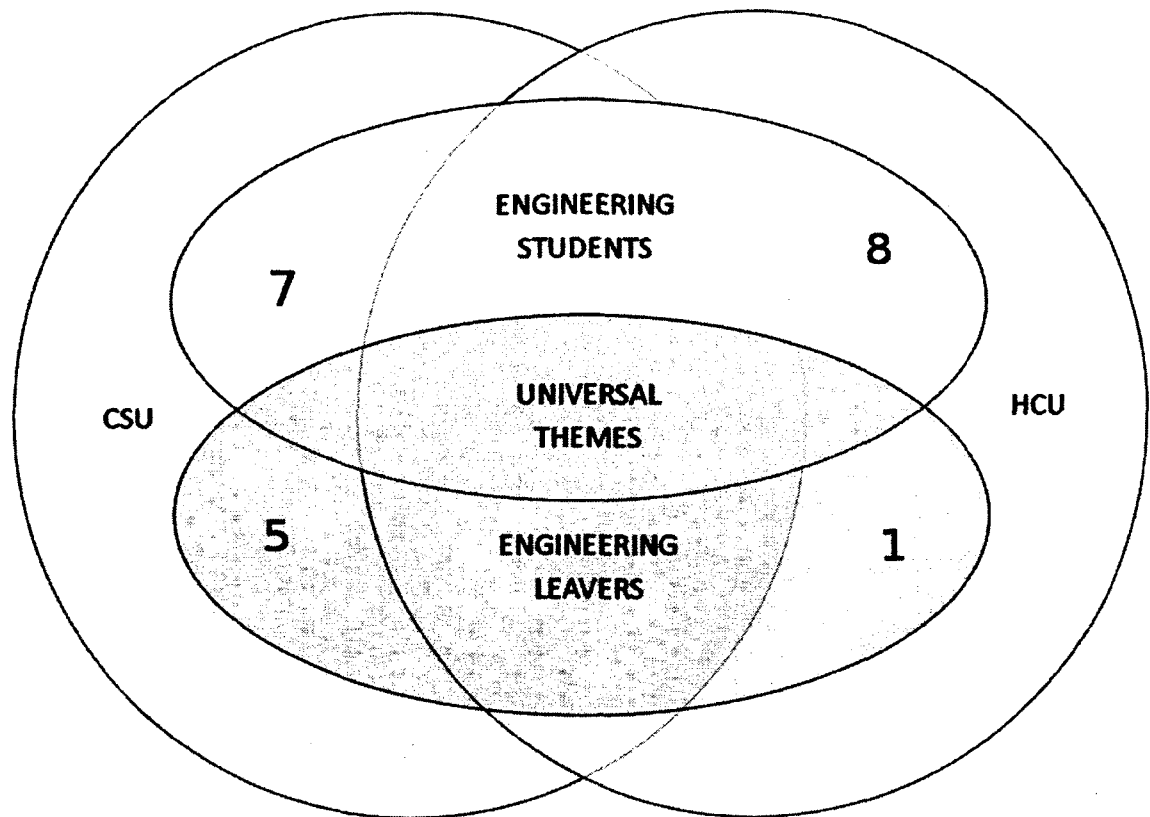 ENGINEERING
STUDENTS
7
8
UNIVERSAL
THEMES
CSU
HCU
5
ENGINEERING
LEAVERS
1